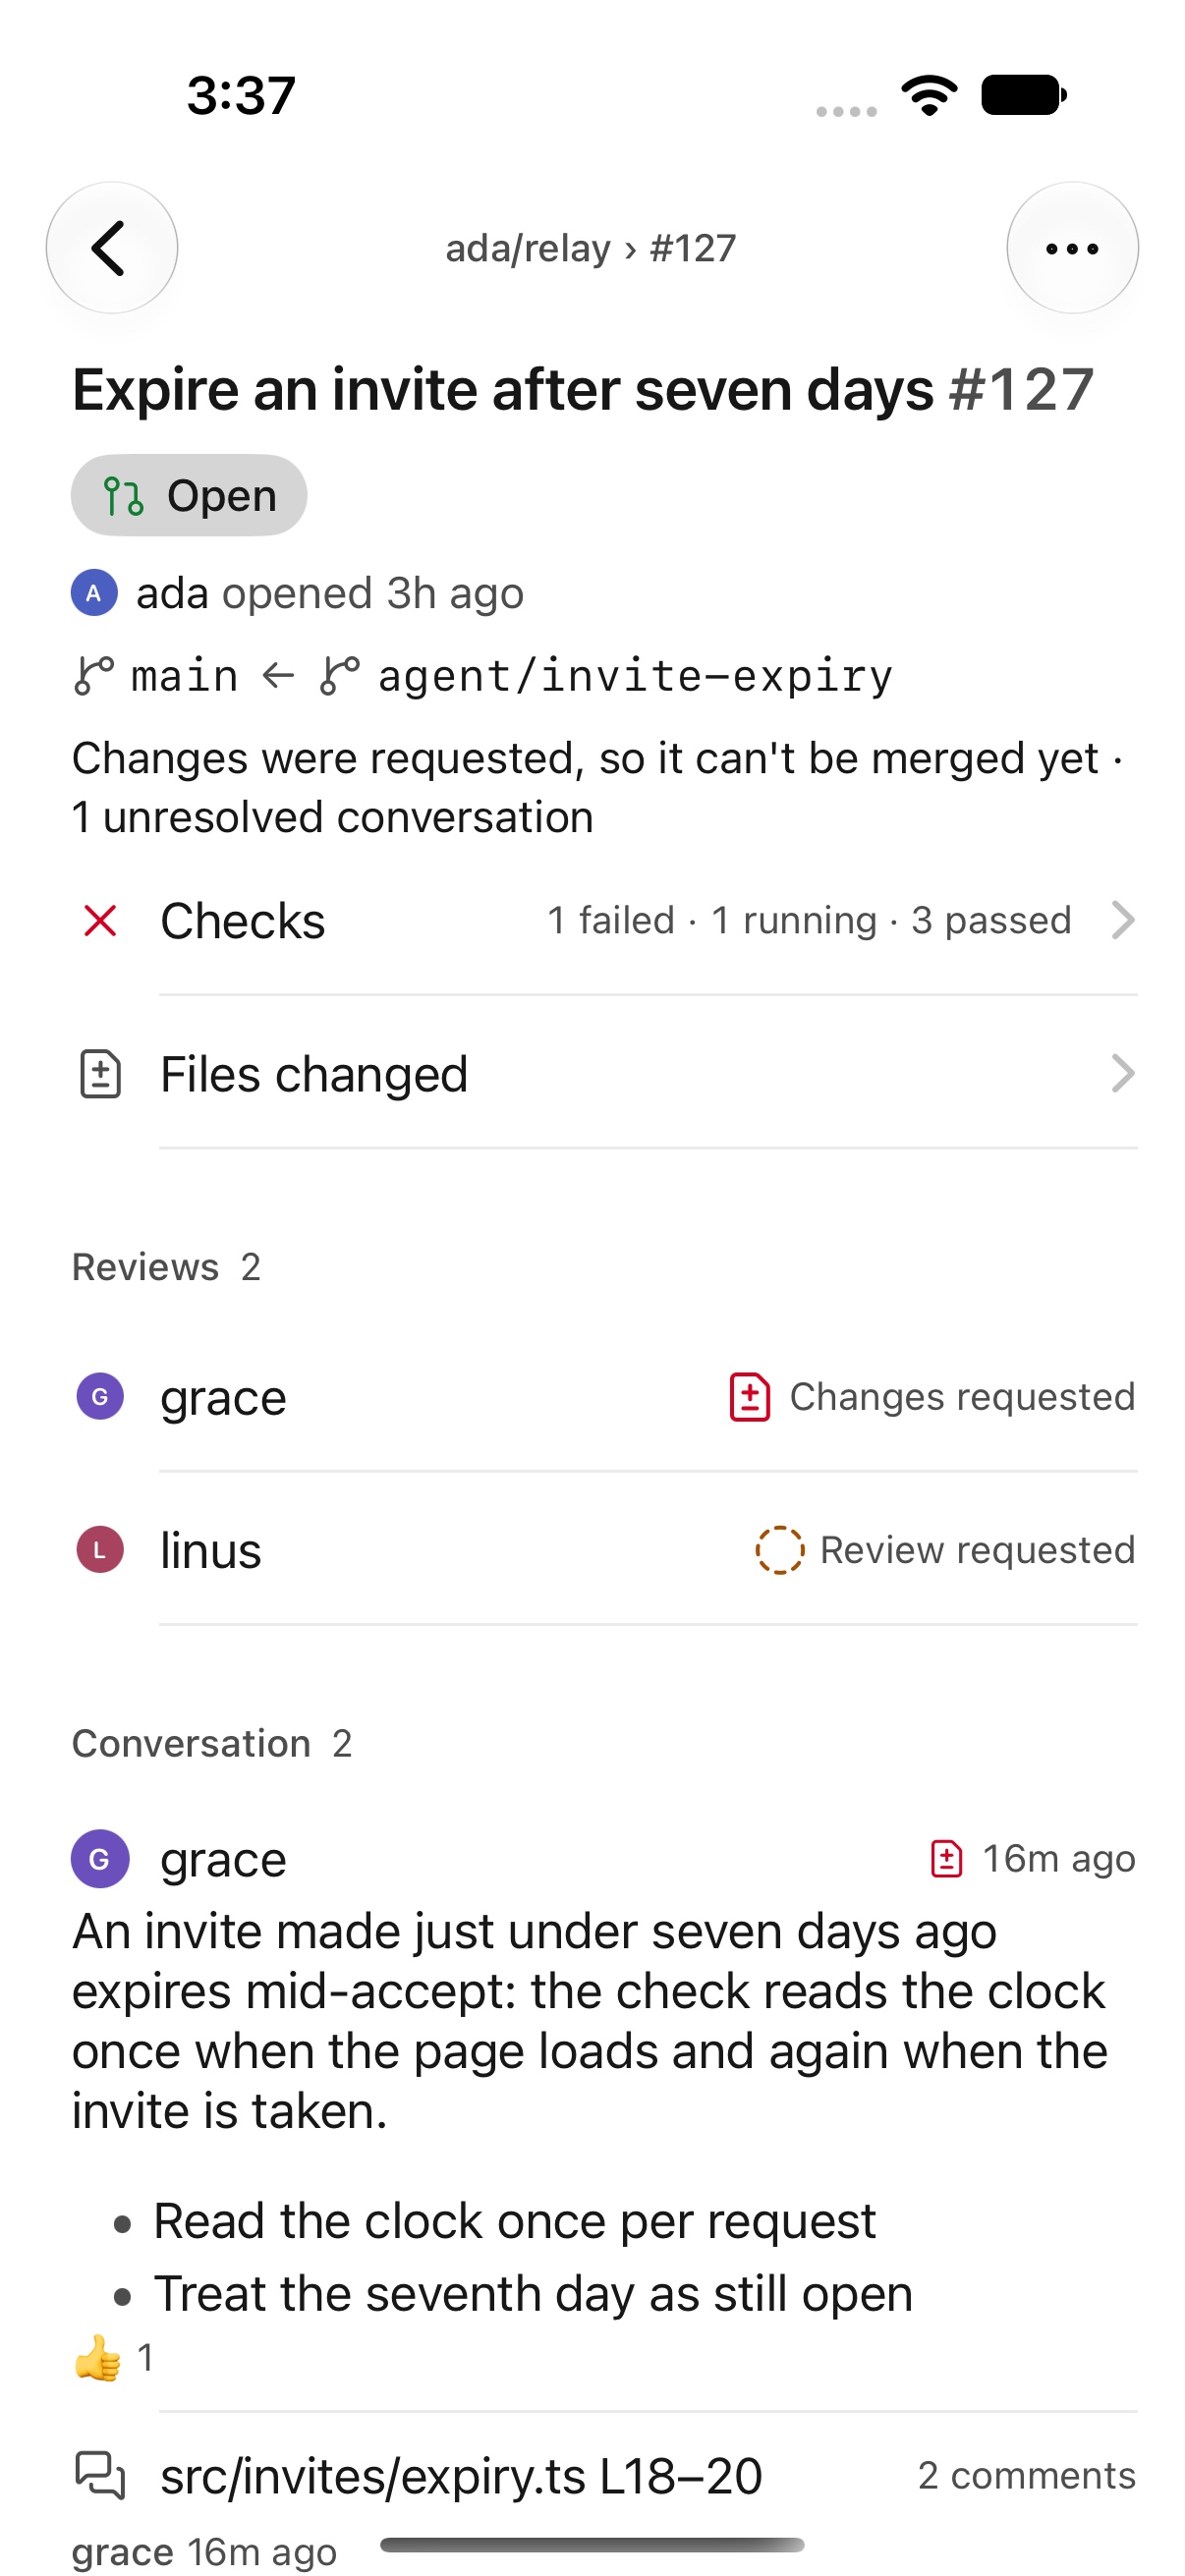 3:37
ada/relay › #127
Expire an invite after seven days #127
Open
A ada opened 3h ago
main ← agent/invite-expiry
Changes were requested, so it can't be merged yet ·
1 unresolved conversation
Checks 1 failed · 1 running · 3 passed
Files changed
Reviews 2
G grace Changes requested
L linus Review requested
Conversation 2
G grace 16m ago
An invite made just under seven days ago
expires mid-accept: the check reads the clock
once when the page loads and again when the
invite is taken.
• Read the clock once per request
• Treat the seventh day as still open
👍 1
src/invites/expiry.ts L18–20 2 comments
grace 16m ago